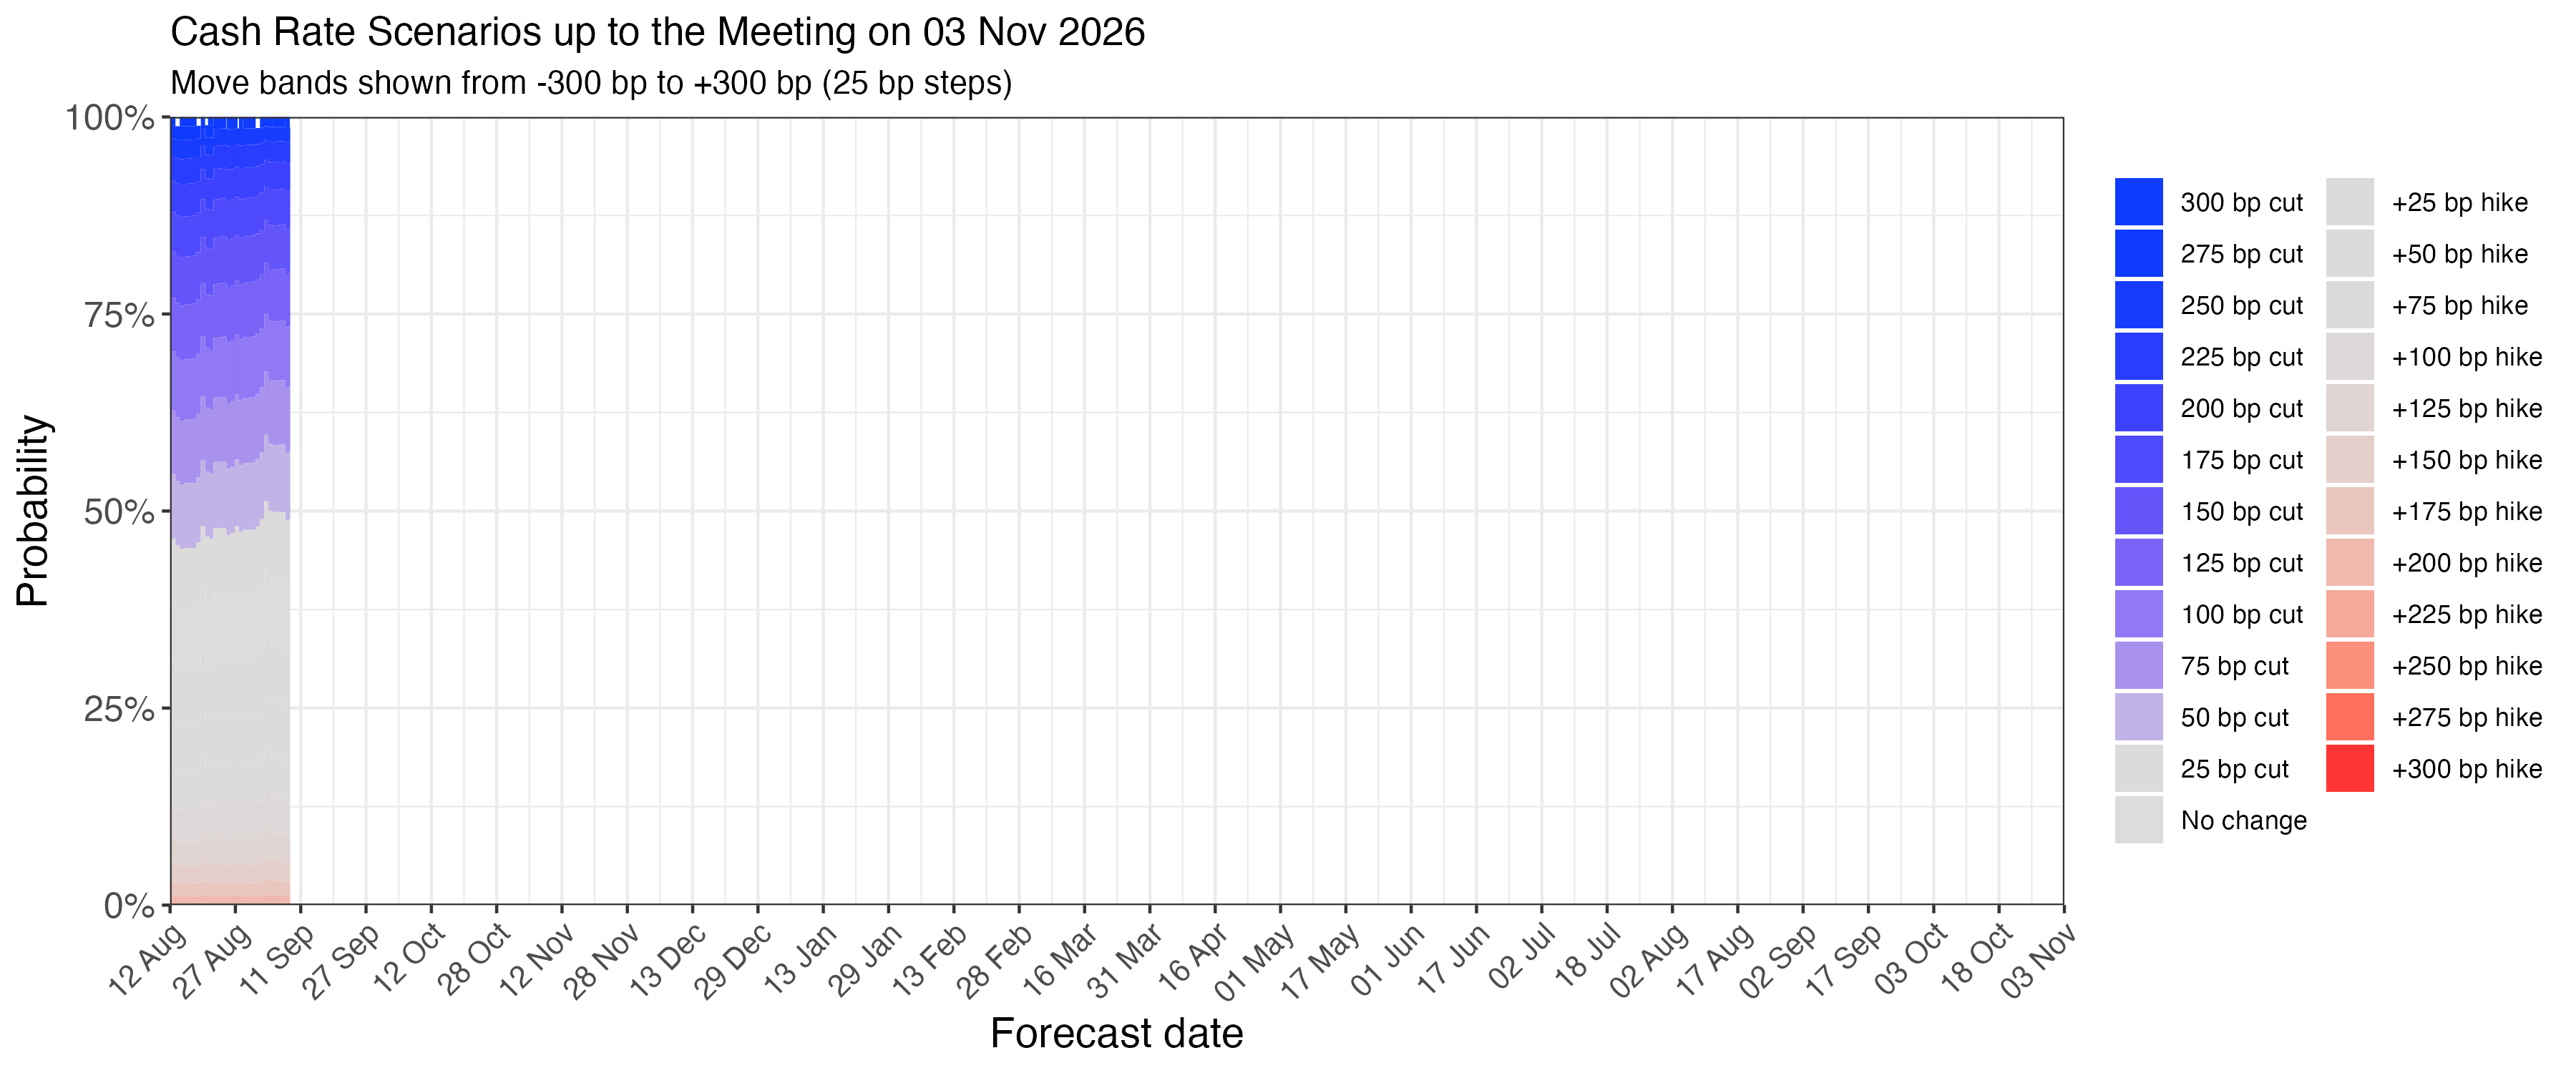 Cash Rate Scenarios up to the Meeting on 03 Nov 2026
Move bands shown from -300 bp to +300 bp (25 bp steps)
Probability
100%
75%
50%
25%
0%
12 Aug
27 Aug
11 Sep
27 Sep
12 Oct
28 Oct
12 Nov
28 Nov
13 Dec
29 Dec
13 Jan
29 Jan
13 Feb
28 Feb
16 Mar
31 Mar
16 Apr
01 May
17 May
01 Jun
17 Jun
02 Jul
18 Jul
02 Aug
17 Aug
02 Sep
17 Sep
03 Oct
18 Oct
03 Nov
Forecast date
300 bp cut
275 bp cut
250 bp cut
225 bp cut
200 bp cut
175 bp cut
150 bp cut
125 bp cut
100 bp cut
75 bp cut
50 bp cut
25 bp cut
No change
+25 bp hike
+50 bp hike
+75 bp hike
+100 bp hike
+125 bp hike
+150 bp hike
+175 bp hike
+200 bp hike
+225 bp hike
+250 bp hike
+275 bp hike
+300 bp hike